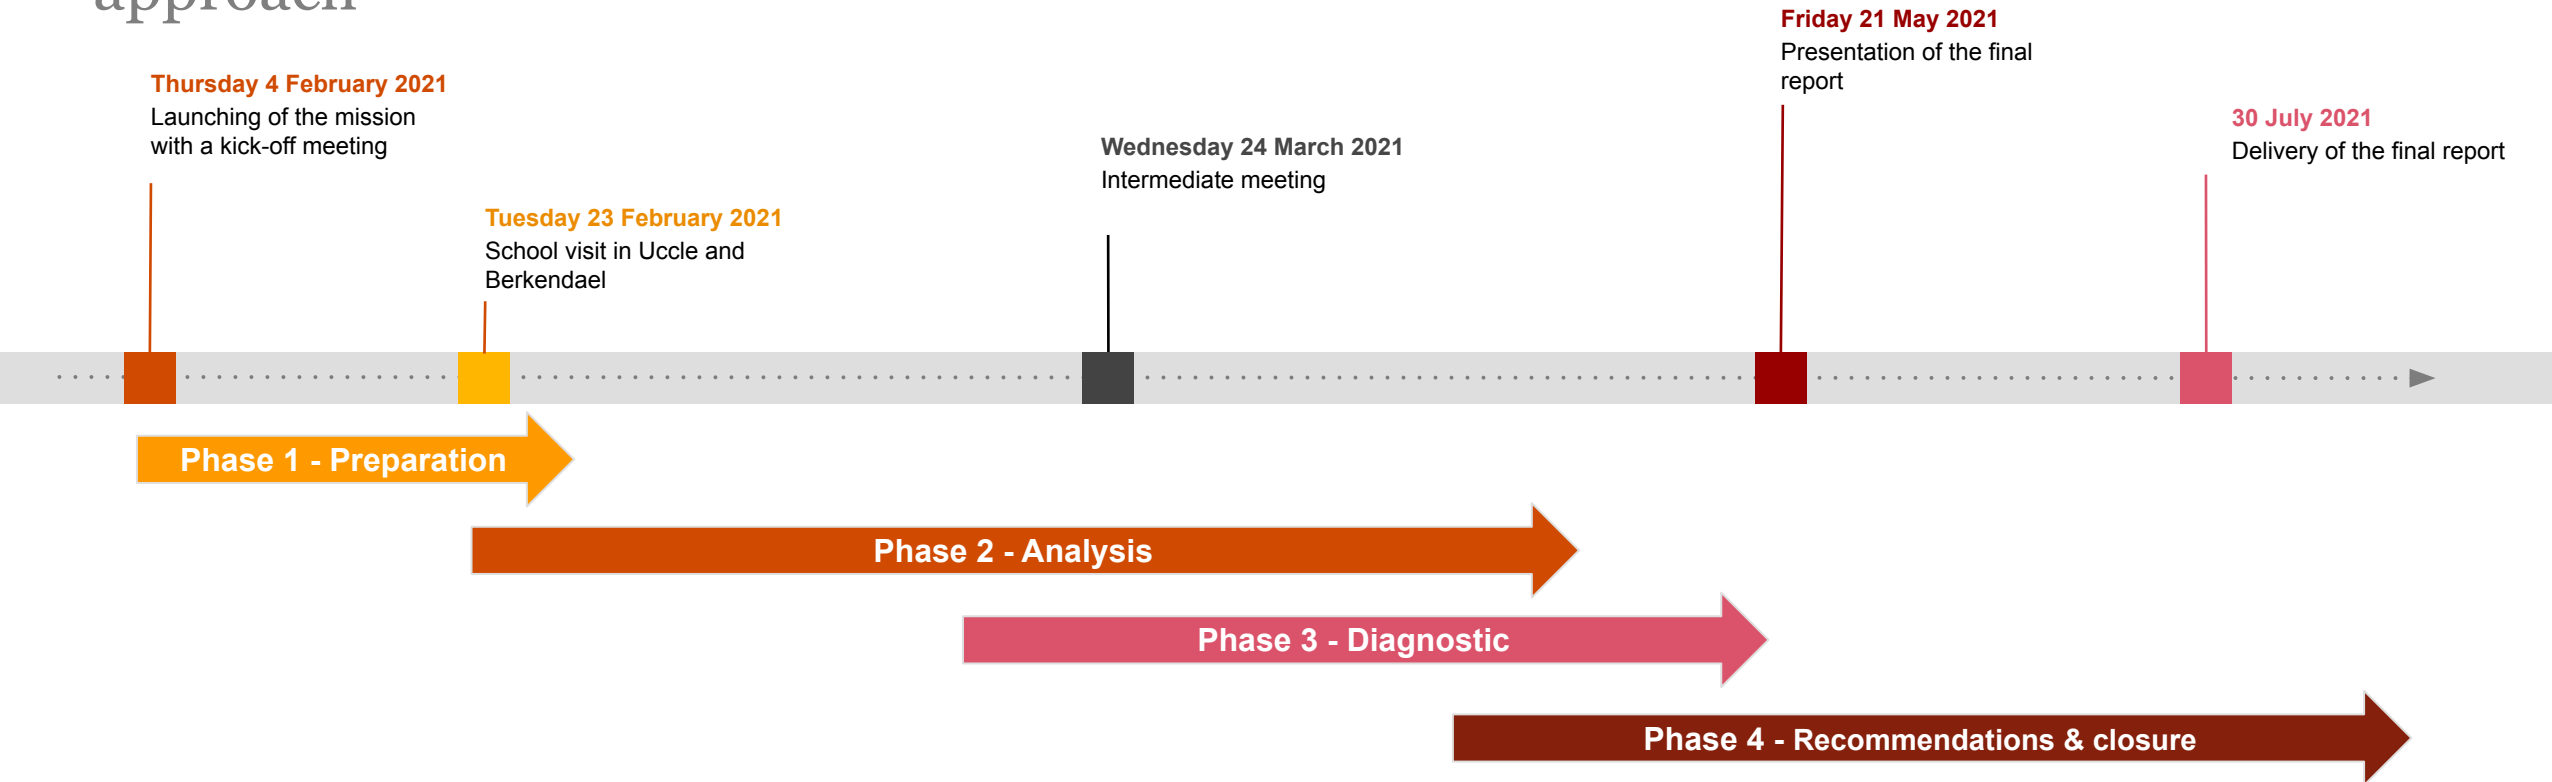 approach
Thursday 4 February 2021
Launching of the mission
with a kick-off meeting
Tuesday 23 February 2021
School visit in Uccle and
Berkendael
Wednesday 24 March 2021
Intermediate meeting
Friday 21 May 2021
Presentation of the final
report
30 July 2021
Delivery of the final report
Phase 1 - Preparation
Phase 2 - Analysis
Phase 3 - Diagnostic
Phase 4 - Recommendations & closure